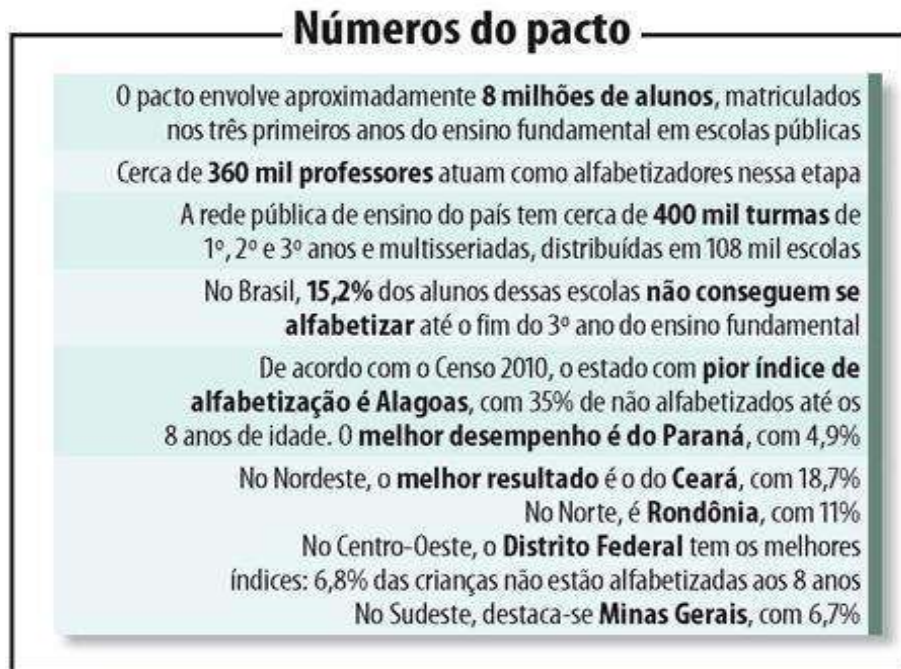 Números do pacto
O pacto envolve aproximadamente 8 milhões de alunos, matriculados
nos três primeiros anos do ensino fundamental em escolas públicas
Cerca de 360 mil professores atuam como alfabetizadores nessa etapa
A rede pública de ensino do país tem cerca de 400 mil turmas de
1º, 2º e 3º anos e multisseriadas, distribuídas em 108 mil escolas
No Brasil, 15,2% dos alunos dessas escolas não conseguem se
alfabetizar até o fim do 3º ano do ensino fundamental
De acordo com o Censo 2010, o estado com pior índice de
alfabetização é Alagoas, com 35% de não alfabetizados até os
8 anos de idade. O melhor desempenho é do Paraná, com 4,9%
No Nordeste, o melhor resultado é o do Ceará, com 18,7%
No Norte, é Rondônia, com 11%
No Centro-Oeste, o Distrito Federal tem os melhores
índices: 6,8% das crianças não estão alfabetizadas aos 8 anos
No Sudeste, destaca-se Minas Gerais, com 6,7%